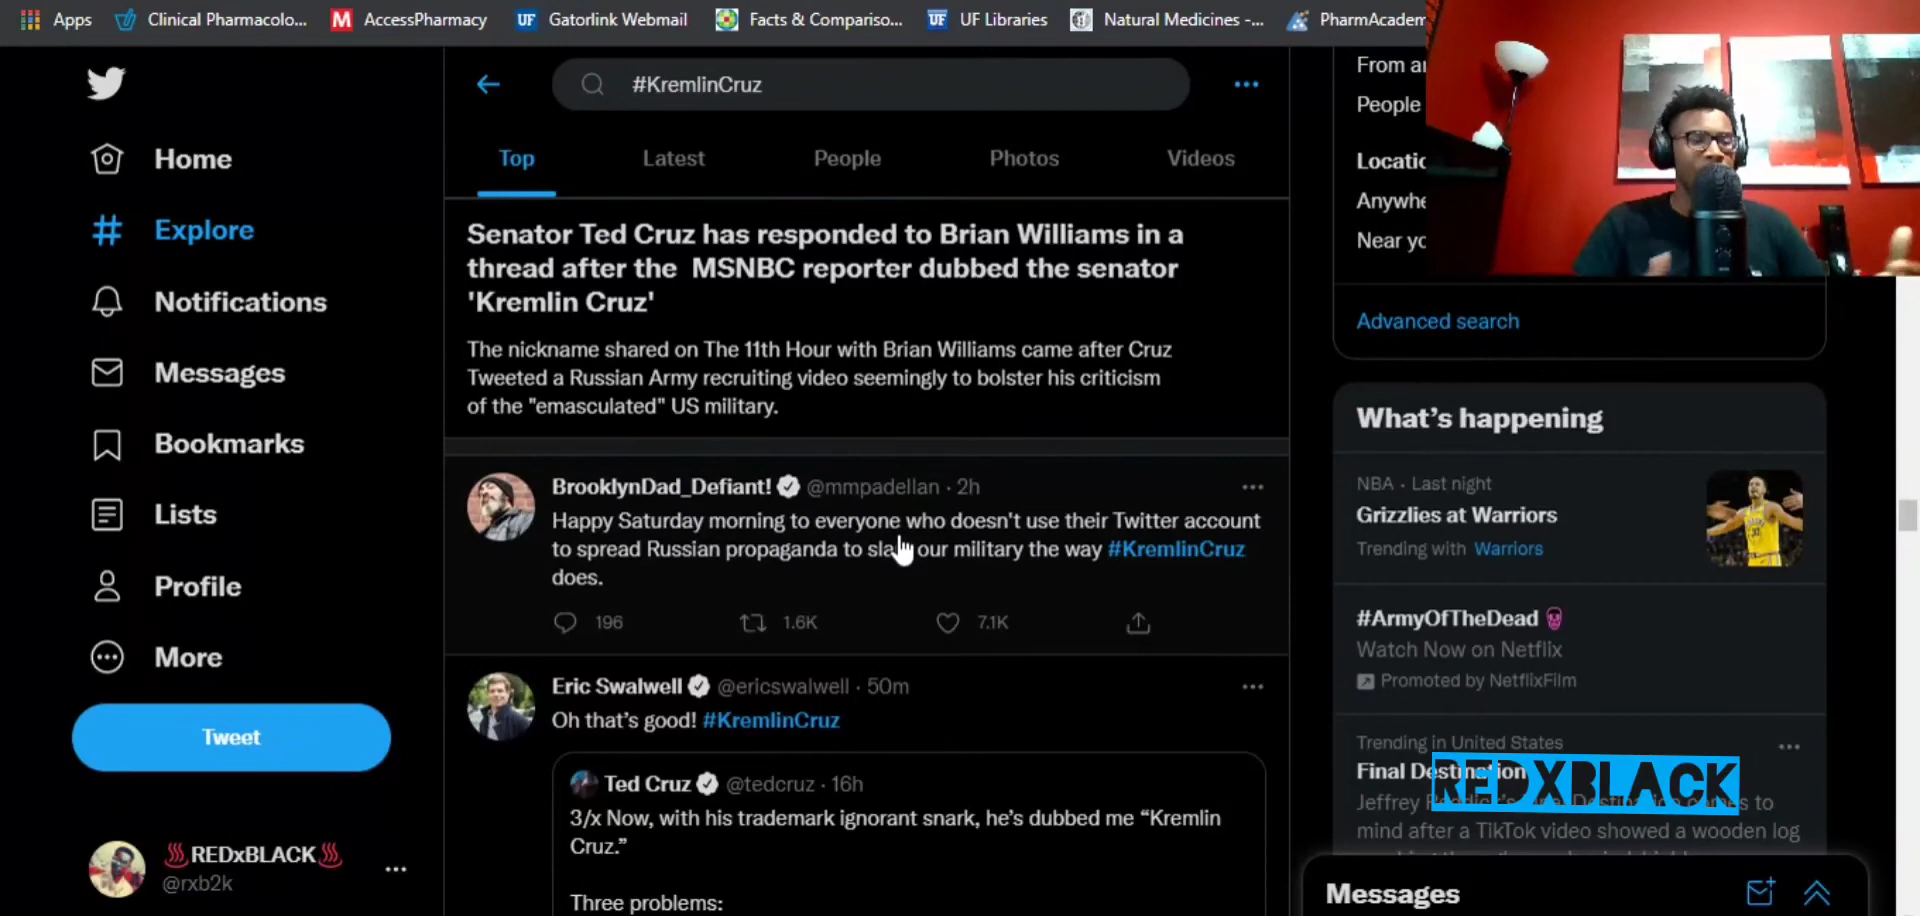 Apps
Clinical Pharmacolo...
AccessPharmacy
UF Gatorlink Webmail
Facts & Compariso...
UF UF Libraries
Natural Medicines -...
PharmAcadem
#KremlinCruz
Top
Latest
People
Photos
Videos
Home
Explore
Notifications
Messages
Bookmarks
Lists
Profile
More
Tweet
REDxBLACK
@rxb2k
Senator Ted Cruz has responded to Brian Williams in a
thread after the MSNBC reporter dubbed the senator
'Kremlin Cruz'
The nickname shared on The 11th Hour with Brian Williams came after Cruz
Tweeted a Russian Army recruiting video seemingly to bolster his criticism
of the "emasculated" US military.
BrooklynDad_Defiant! @mmpadellan · 2h
Happy Saturday morning to everyone who doesn't use their Twitter account
to spread Russian propaganda to our military the way #KremlinCruz
does.
196
1.6K
7.1K
Eric Swalwell @ericswalwell · 50m
Oh that's good! #KremlinCruz
Ted Cruz @tedcruz · 16h
3/x Now, with his trademark ignorant snark, he's dubbed me “Kremlin
Cruz.”
Three problems:
From
People
Locatio
Anywhe
Near yo
Advanced search
What's happening
NBA · Last night
Grizzlies at Warriors
Trending with Warriors
#ArmyOfTheDead
Watch Now on Netflix
Promoted by NetflixFilm
Trending in United States
Final Destination
REDXBLACK
Jeffrey to
mind after a TikTok video showed a wooden log
Messages